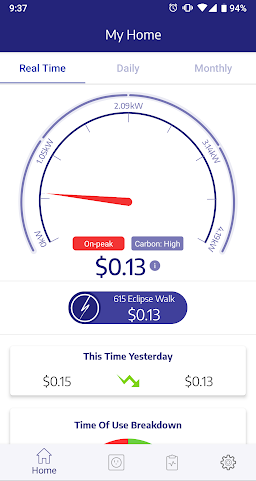 9:37
94%
My Home
Real Time
Daily
Monthly
2.09kW
1.05kW
3.14kW
0kW
4.19kW
On-peak
Carbon: High
$0.13
615 Eclipse Walk
$0.13
This Time Yesterday
$0.15
$0.13
Time Of Use Breakdown
Home